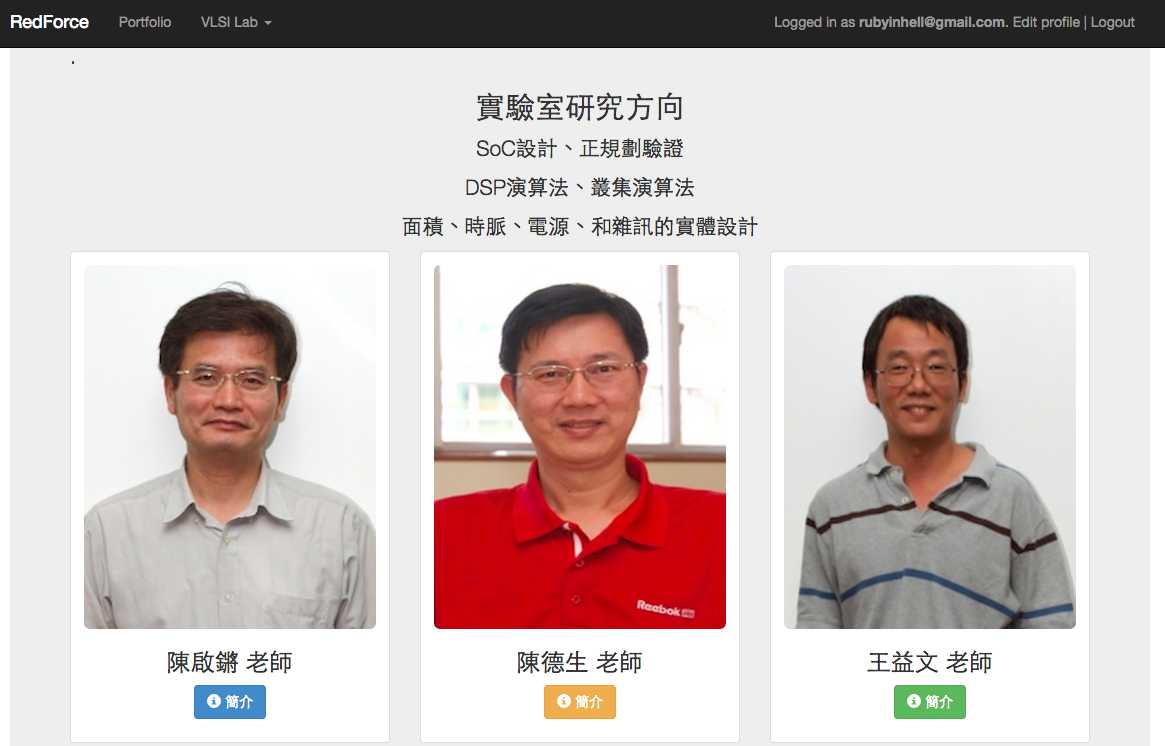 RedForce Portfolio VLSI Lab Logged in as rubyinhell@gmail.com. Edit profile | Logout
.
實驗室研究方向
SoC設計、正規劃驗證
DSP演算法、叢集演算法
面積、時脈、電源、和雜訊的實體設計
Reebok
陳啟鏘 老師 陳德生 老師 王益文 老師
簡介 簡介 簡介